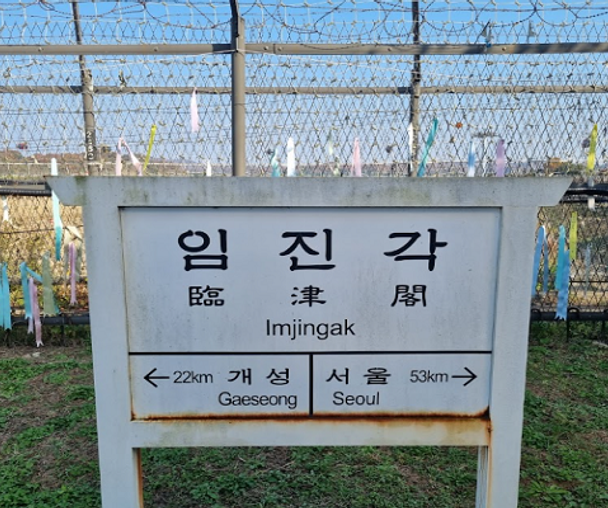 임진각
臨津閣
Imjingak
← 22km 개성 서울 53km →
Gaeseong Seoul